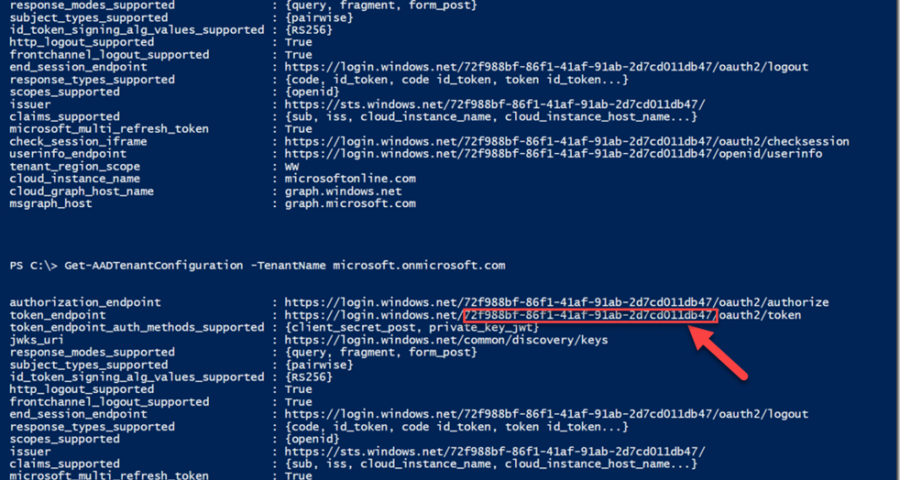 response_modes_supported : {query, fragment, form_post}
subject_types_supported : {pairwise}
id_token_signing_alg_values_supported : {RS256}
http_logout_supported : True
frontchannel_logout_supported : True
end_session_endpoint : https://login.windows.net/72f988bf-86f1-41af-91ab-2d7cd011db47/oauth2/logout
response_types_supported : {code, id_token, code id_token, token id_token...}
scopes_supported : {openid}
issuer : https://sts.windows.net/72f988bf-86f1-41af-91ab-2d7cd011db47/
claims_supported : {sub, iss, cloud_instance_name, cloud_instance_host_name...}
microsoft_multi_refresh_token : True
check_session_iframe : https://login.windows.net/72f988bf-86f1-41af-91ab-2d7cd011db47/oauth2/checksession
userinfo_endpoint : https://login.windows.net/72f988bf-86f1-41af-91ab-2d7cd011db47/openid/userinfo
tenant_region_scope : WW
cloud_instance_name : microsoftonline.com
cloud_graph_host_name : graph.windows.net
msgraph_host : graph.microsoft.com
PS C:\> Get-AADTenantConfiguration -TenantName microsoft.onmicrosoft.com
authorization_endpoint : https://login.windows.net/72f988bf-86f1-41af-91ab-2d7cd011db47/oauth2/authorize
token_endpoint : https://login.windows.net/72f988bf-86f1-41af-91ab-2d7cd011db47/oauth2/token
token_endpoint_auth_methods_supported : {client_secret_post, private_key_jwt}
jwks_uri : https://login.windows.net/common/discovery/keys
response_modes_supported : {query, fragment, form_post}
subject_types_supported : {pairwise}
id_token_signing_alg_values_supported : {RS256}
http_logout_supported : True
frontchannel_logout_supported : True
end_session_endpoint : https://login.windows.net/72f988bf-86f1-41af-91ab-2d7cd011db47/oauth2/logout
response_types_supported : {code, id_token, code id_token, token id_token...}
scopes_supported : {openid}
issuer : https://sts.windows.net/72f988bf-86f1-41af-91ab-2d7cd011db47/
claims_supported : {sub, iss, cloud_instance_name, cloud_instance_host_name...}
microsoft_multi_refresh_token : True